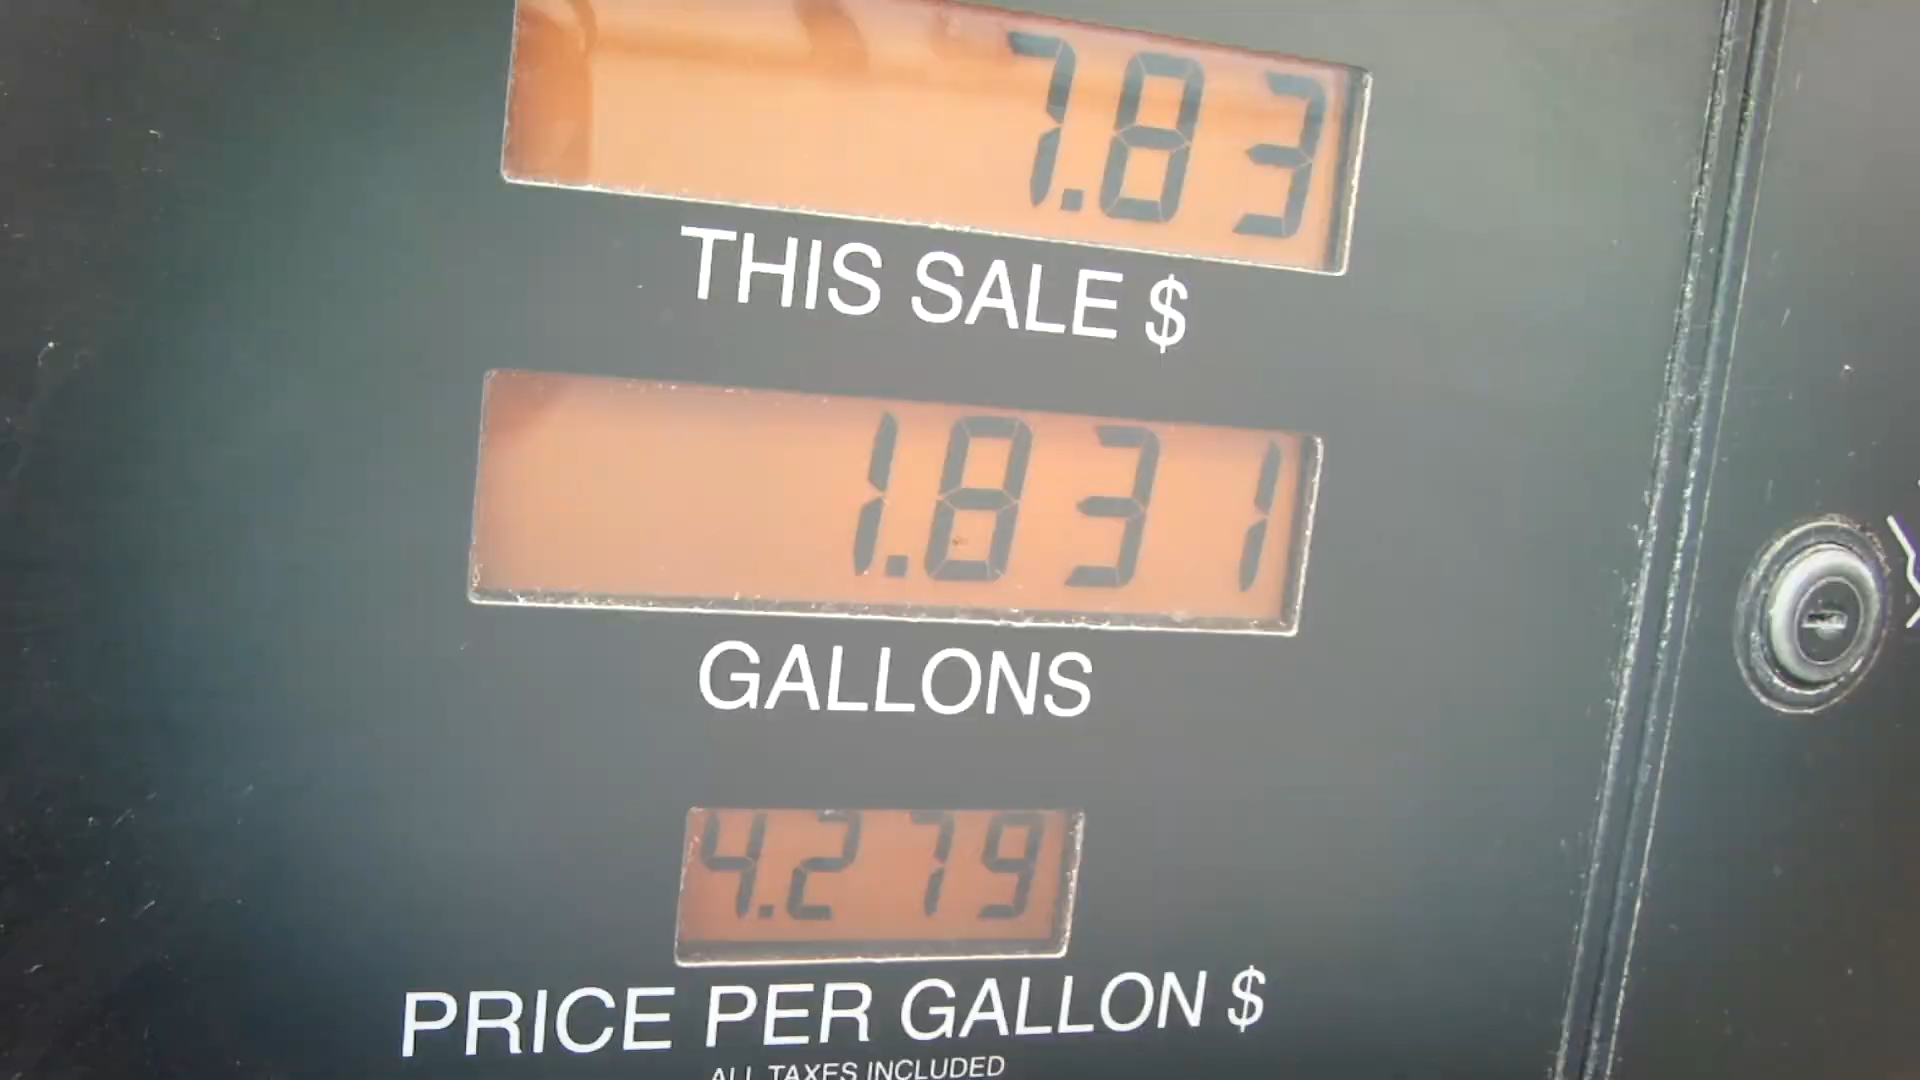 7.83
THIS SALE $
1.831
GALLONS
4.279
PRICE PER GALLON $
ALL TAXES INCLUDED